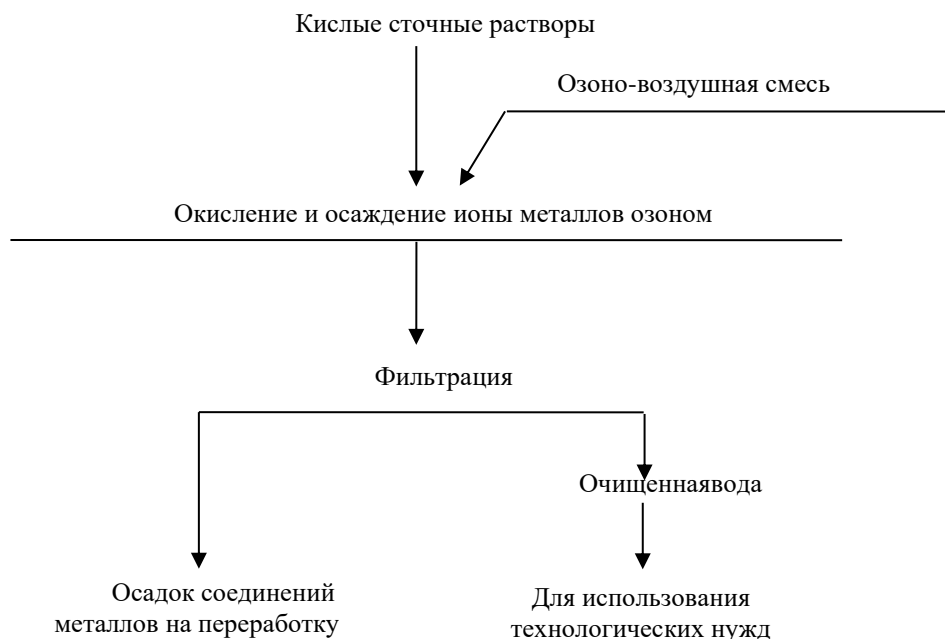 Кислые сточные растворы
Озоно-воздушная смесь
Окисление и осаждение ионы металлов озоном
Фильтрация
Очищеннаявода
Осадок соединений
металлов на переработку
Для использования
технологических нужд